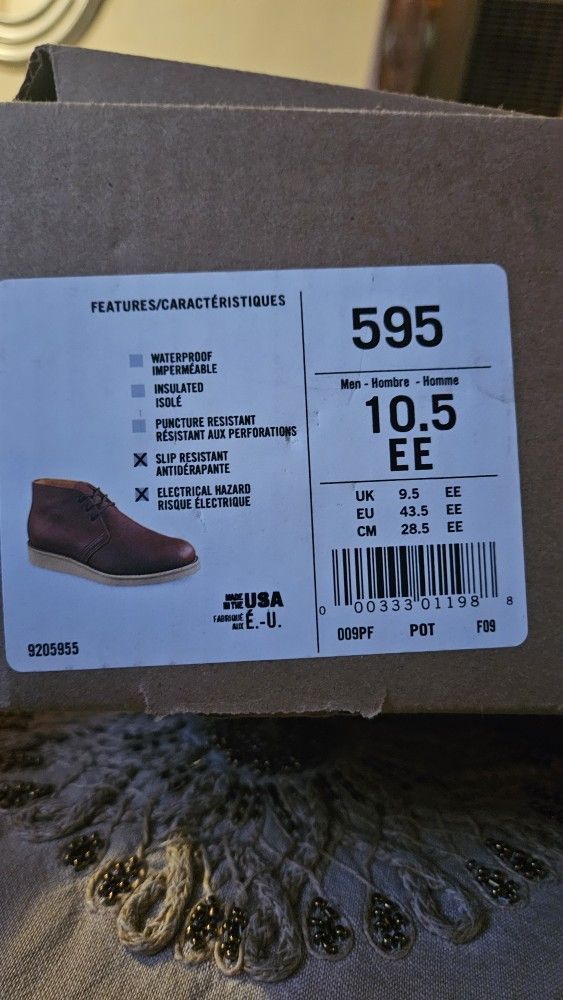 FEATURES/CARACTÉRISTIQUES
WATERPROOF
IMPERMÉABLE
INSULATED
ISOLÉ
PUNCTURE RESISTANT
RÉSISTANT AUX PERFORATIONS
SLIP RESISTANT
ANTIDÉRAPANTE
ELECTRICAL HAZARD
RISQUE ÉLECTRIQUE
MADE IN THE USA
FABRIQUÉ AUX É.-U.
9205955
595
Men - Hombre - Homme
10.5
EE
UK 9.5 EE
EU 43.5 EE
CM 28.5 EE
0 00333 01198 8
009PF POT F09